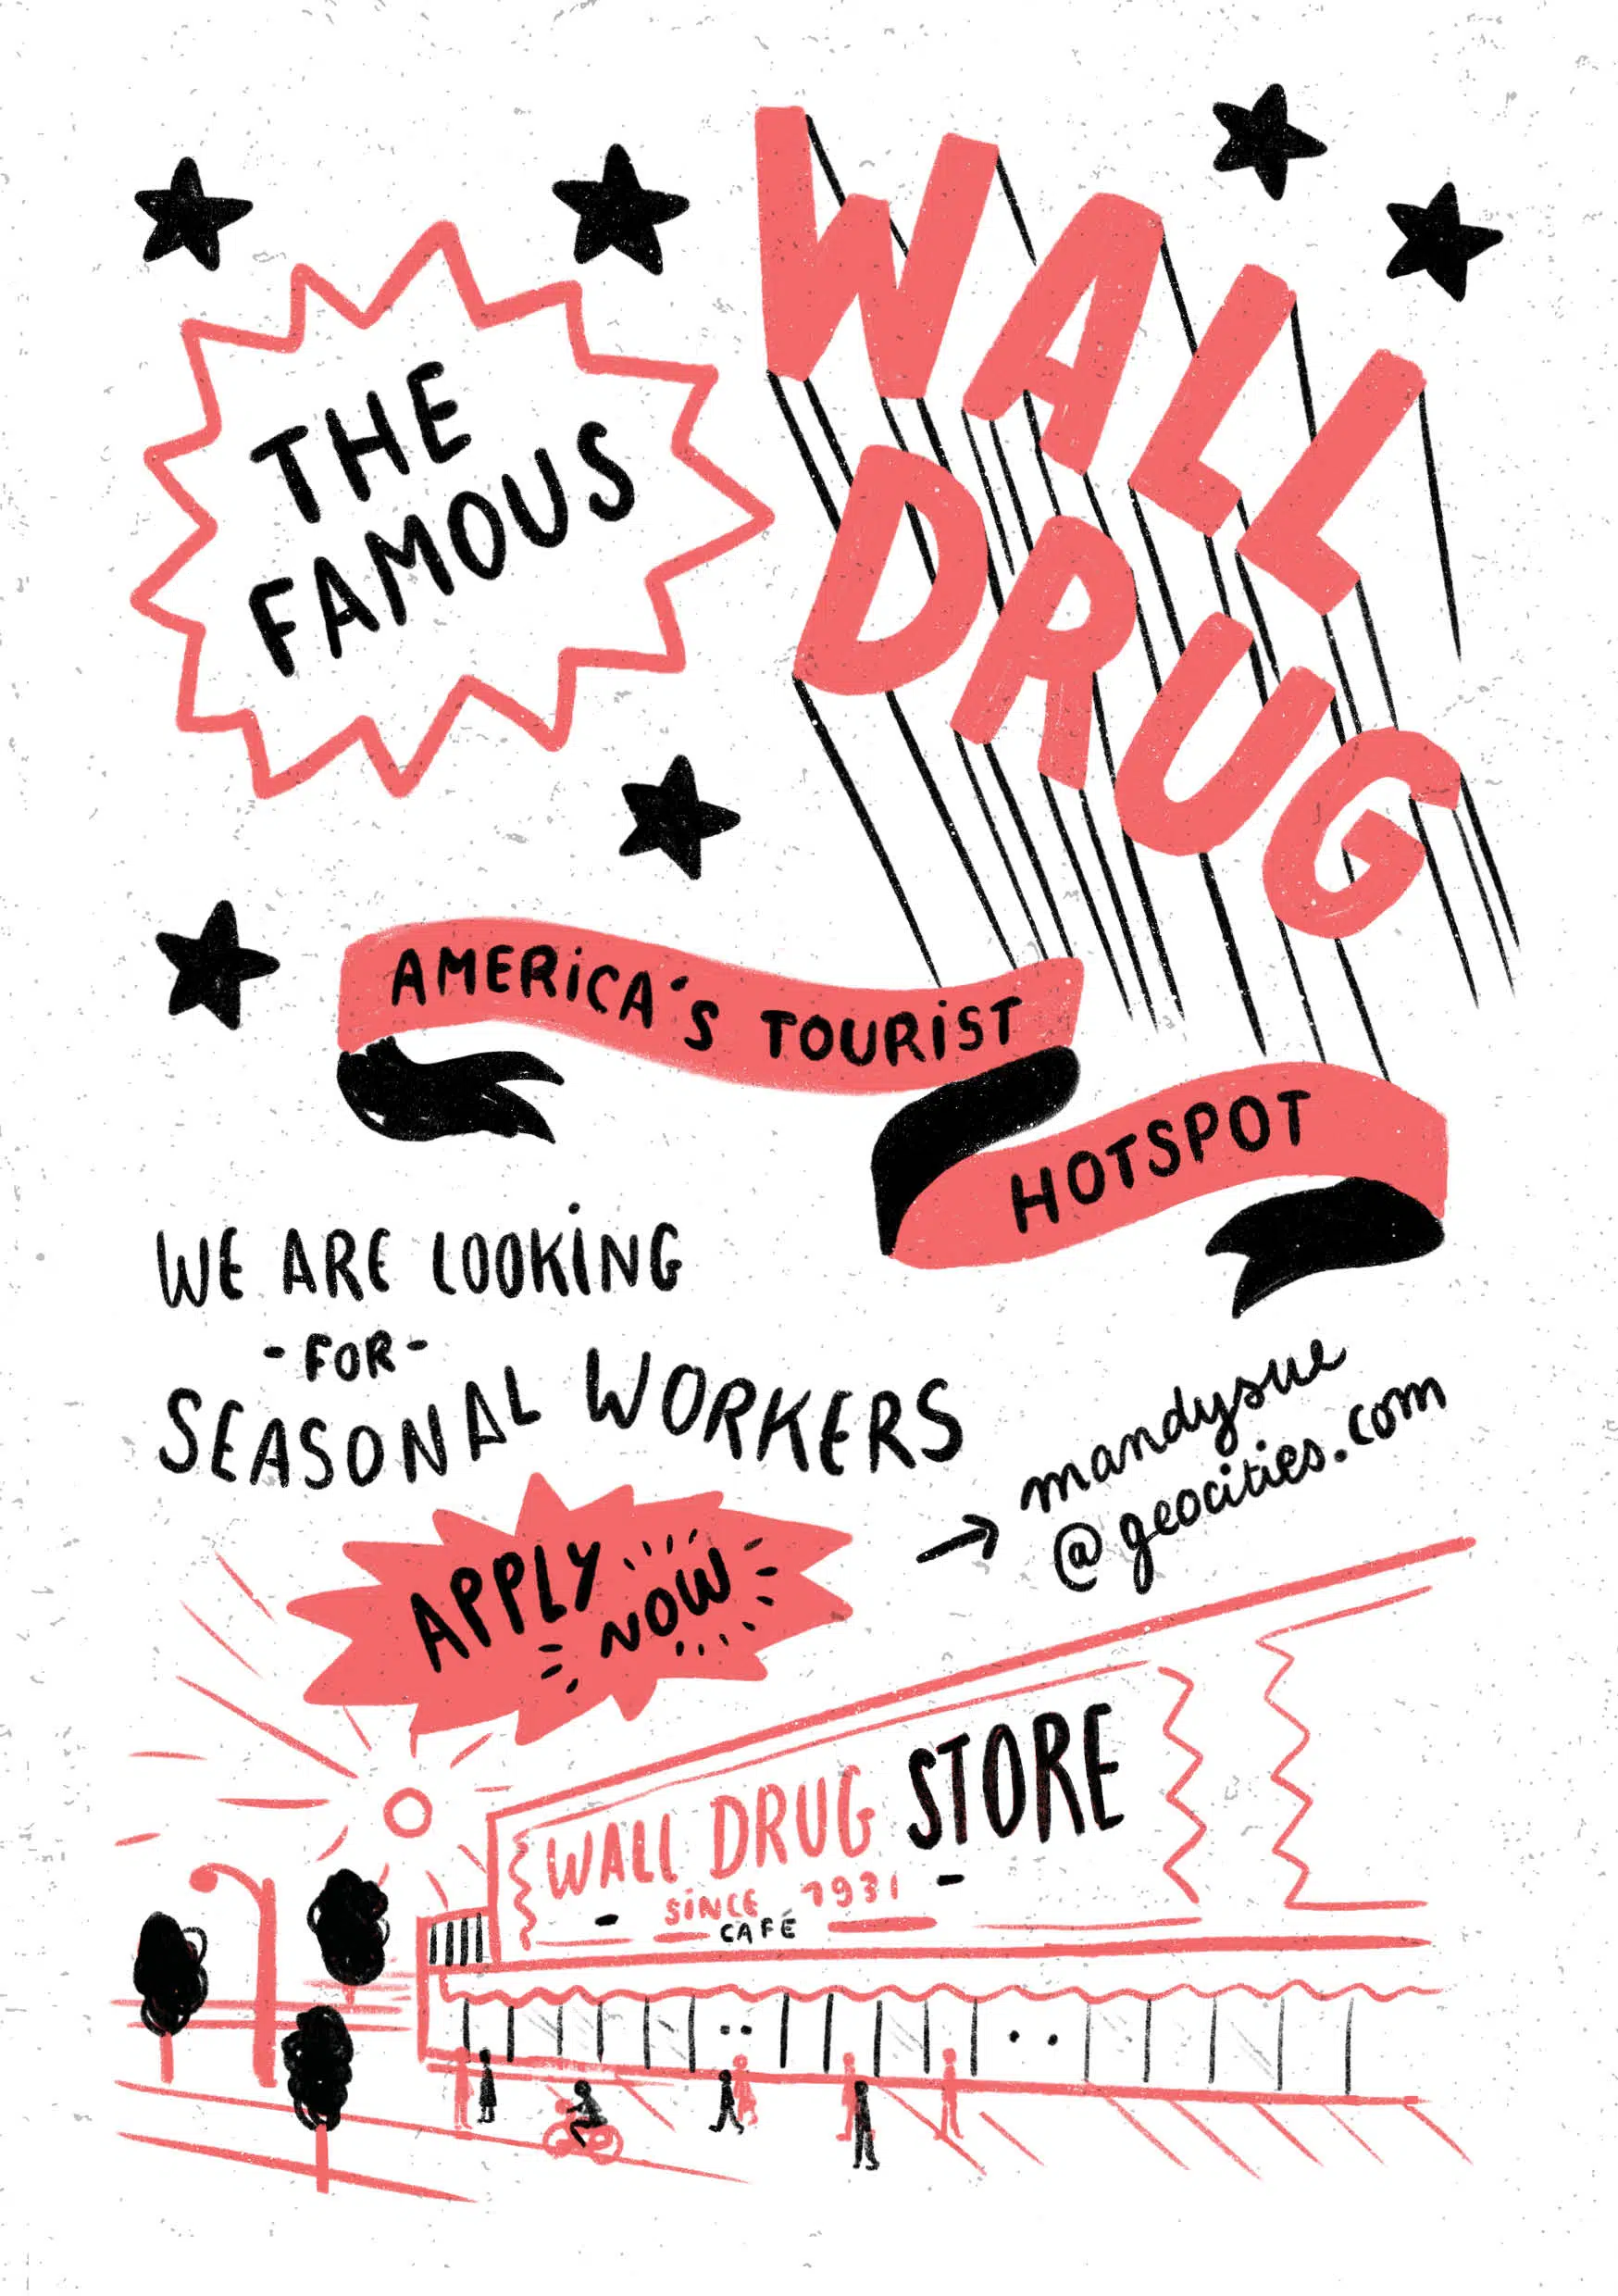 THE
FAMOUS
WALL
DRUG
AMERiCA'S TOURiST
HOTSPOT
WE ARE LOOKiNG
-FOR-
SEASONAL WORKERS
→ mandysue
@geocities.com
APPLY
NOW
WALL DRUG STORE
SiNCE 1931
CAFÉ